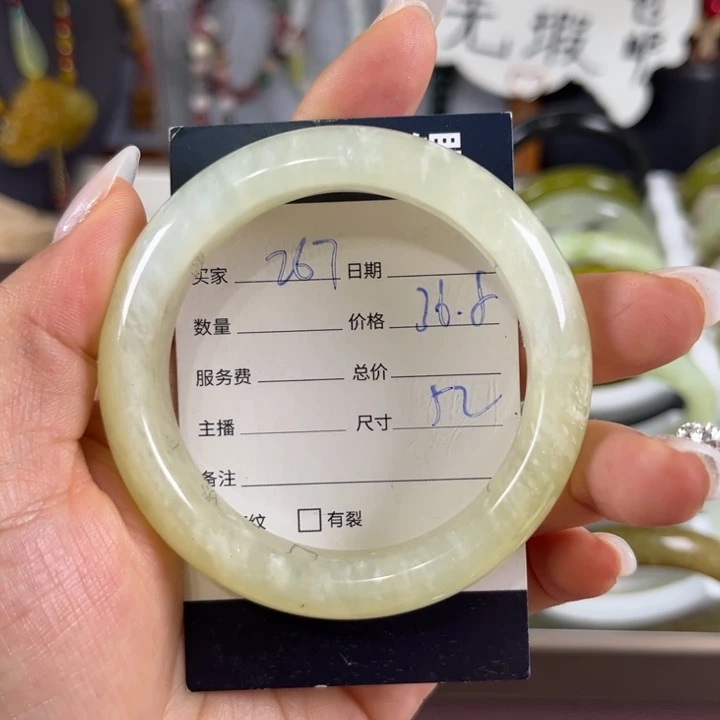 无瑕
买家 267 日期
数量 价格 36.8
服务费 总价
主播 尺寸 52
备注
纹 有裂